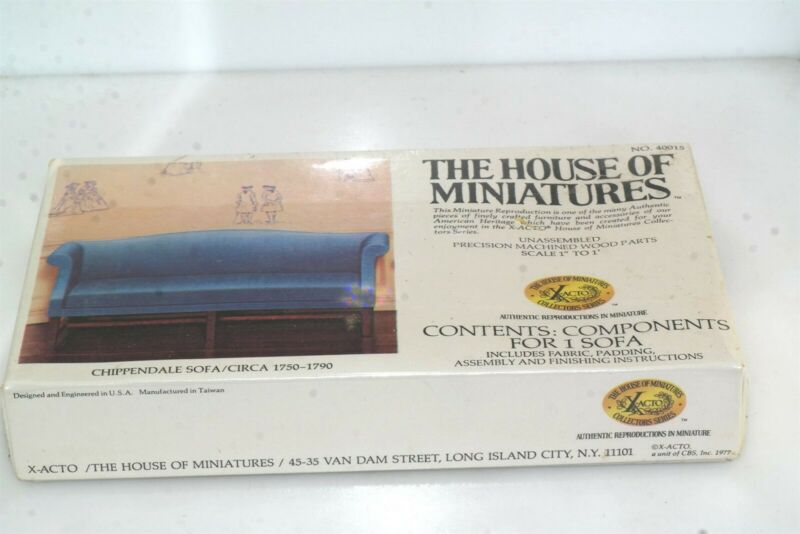 NO. 40015
THE HOUSE OF
MINIATURES™
This Miniature Reproduction is one of the many Authentic
pieces of finely crafted furniture and accessories of our
American Heritage which have been created for your
enjoyment in the X-ACTO® House of Miniatures Collec-
tors Series.
UNASSEMBLED
PRECISION MACHINED WOOD PARTS
SCALE 1" TO 1'
THE HOUSE OF MINIATURES
X-ACTO
COLLECTORS SERIES™
AUTHENTIC REPRODUCTIONS IN MINIATURE
CONTENTS: COMPONENTS
FOR 1 SOFA
INCLUDES FABRIC, PADDING,
ASSEMBLY AND FINISHING INSTRUCTIONS
CHIPPENDALE SOFA/CIRCA 1750-1790
Designed and Engineered in U.S.A. Manufactured in Taiwan
THE HOUSE OF MINIATURES
X-ACTO
COLLECTORS SERIES™
AUTHENTIC REPRODUCTIONS IN MINIATURE
X-ACTO /THE HOUSE OF MINIATURES / 45-35 VAN DAM STREET, LONG ISLAND CITY, N.Y. 11101
©X-ACTO,
a unit of CBS, Inc. 1977